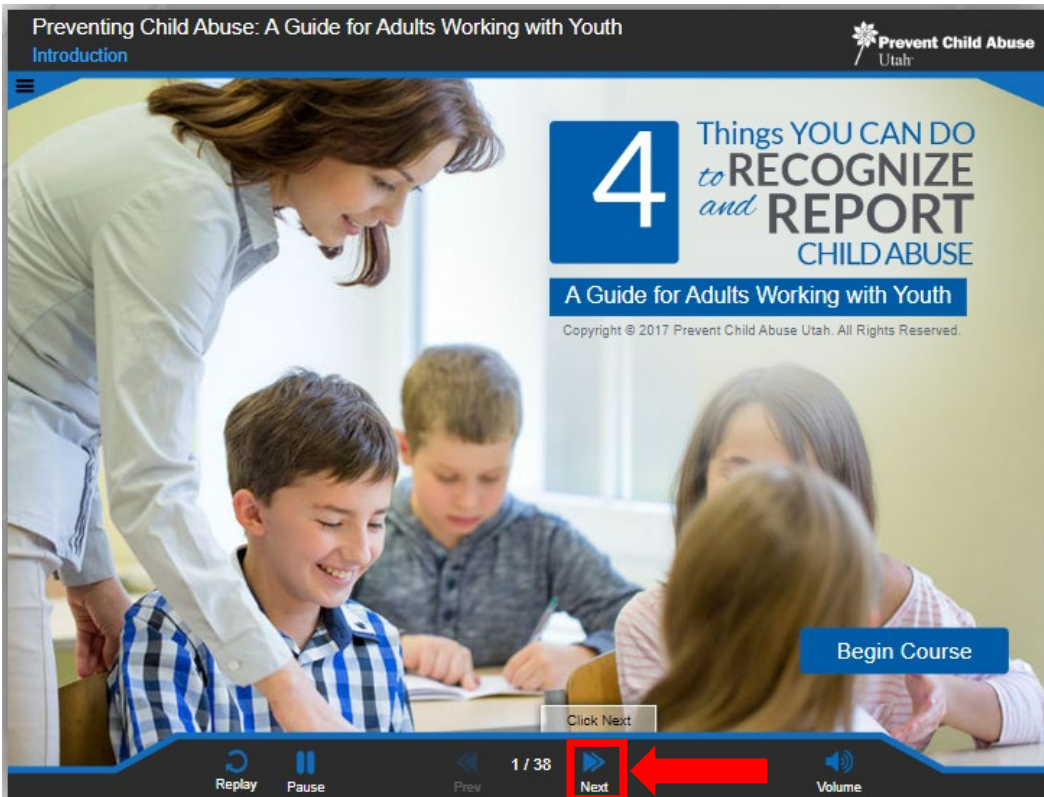 Preventing Child Abuse: A Guide for Adults Working with Youth
Introduction
Prevent Child Abuse
Utah
4
Things YOU CAN DO
to RECOGNIZE
and REPORT
CHILD ABUSE
A Guide for Adults Working with Youth
Copyright © 2017 Prevent Child Abuse Utah. All Rights Reserved.
Begin Course
Click Next
Replay
Pause
Prev
1 / 38
Next
Volume